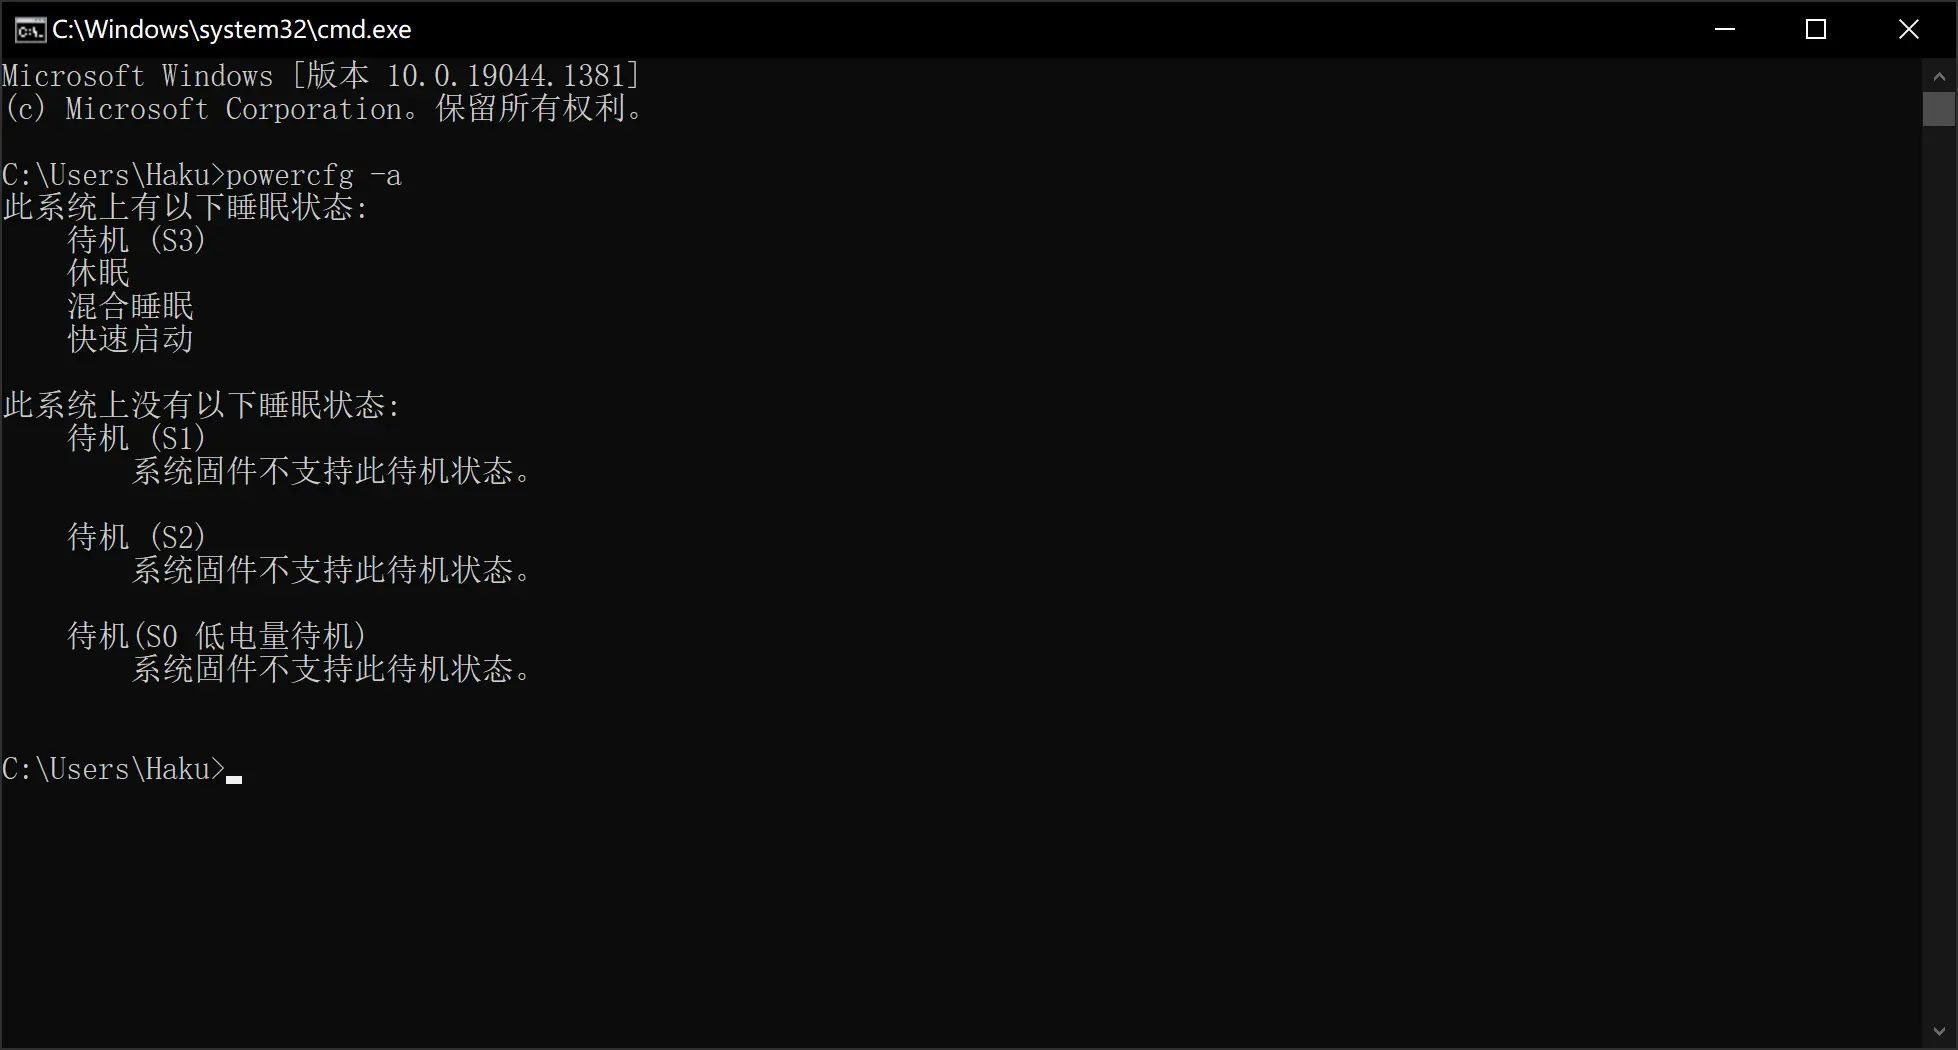 C:\Windows\system32\cmd.exe
Microsoft Windows [版本 10.0.19044.1381]
(c) Microsoft Corporation。保留所有权利。
C:\Users\Haku>powercfg -a
此系统上有以下睡眠状态:
待机 (S3)
休眠
混合睡眠
快速启动
此系统上没有以下睡眠状态:
待机 (S1)
系统固件不支持此待机状态。
待机 (S2)
系统固件不支持此待机状态。
待机(S0 低电量待机)
系统固件不支持此待机状态。
C:\Users\Haku>